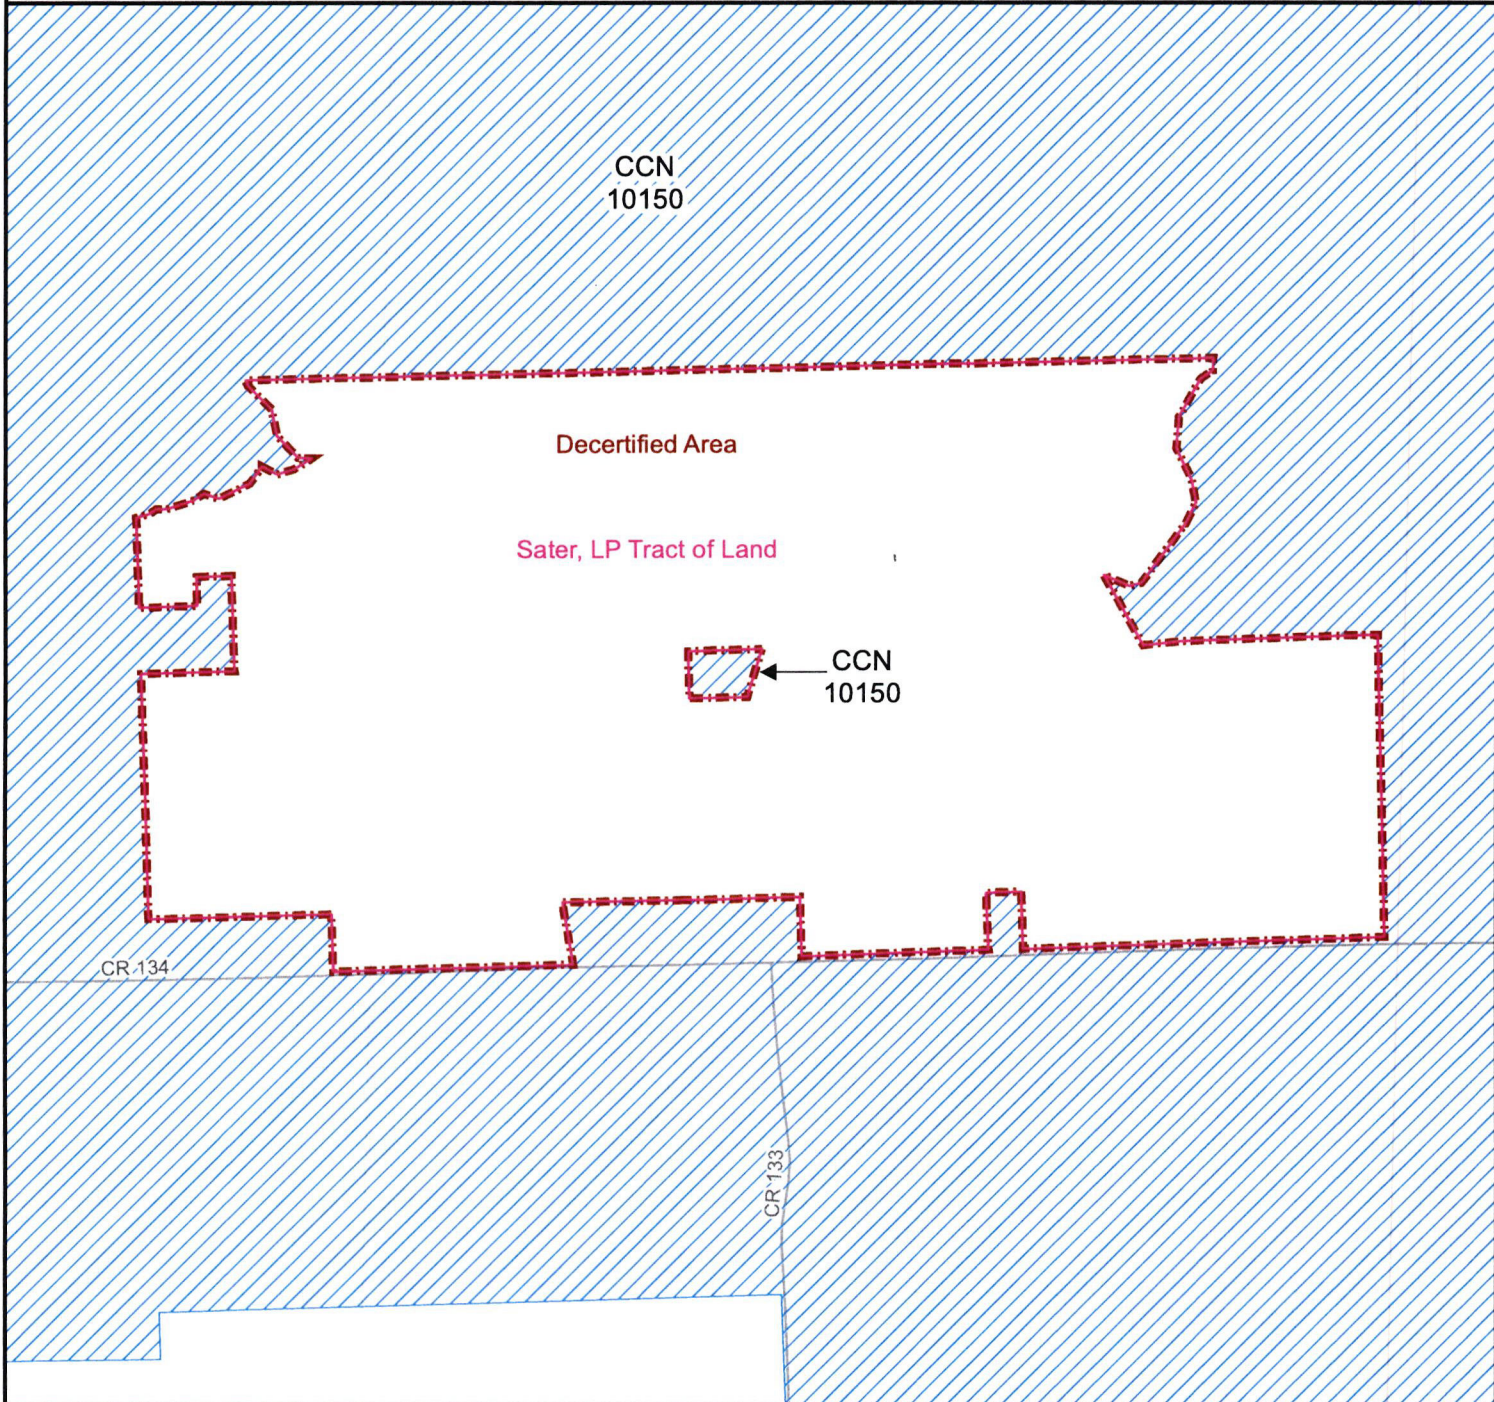 CCN
10150
Decertified Area
Sater, LP Tract of Land
CCN
10150
CR 134
CR 133